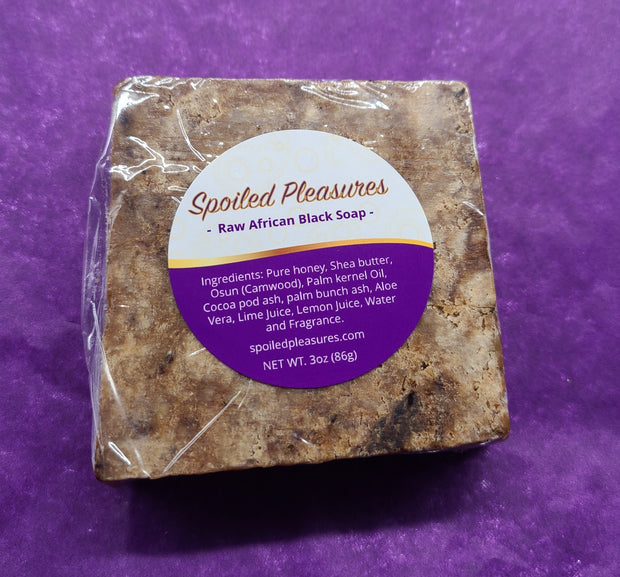 Spoiled Pleasures
- Raw African Black Soap -
Ingredients: Pure honey, Shea butter,
Osun (Camwood), Palm kernel Oil,
Cocoa pod ash, palm bunch ash, Aloe
Vera, Lime Juice, Lemon Juice, Water
and Fragrance.
spoiledpleasures.com
NET WT. 3oz (86g)